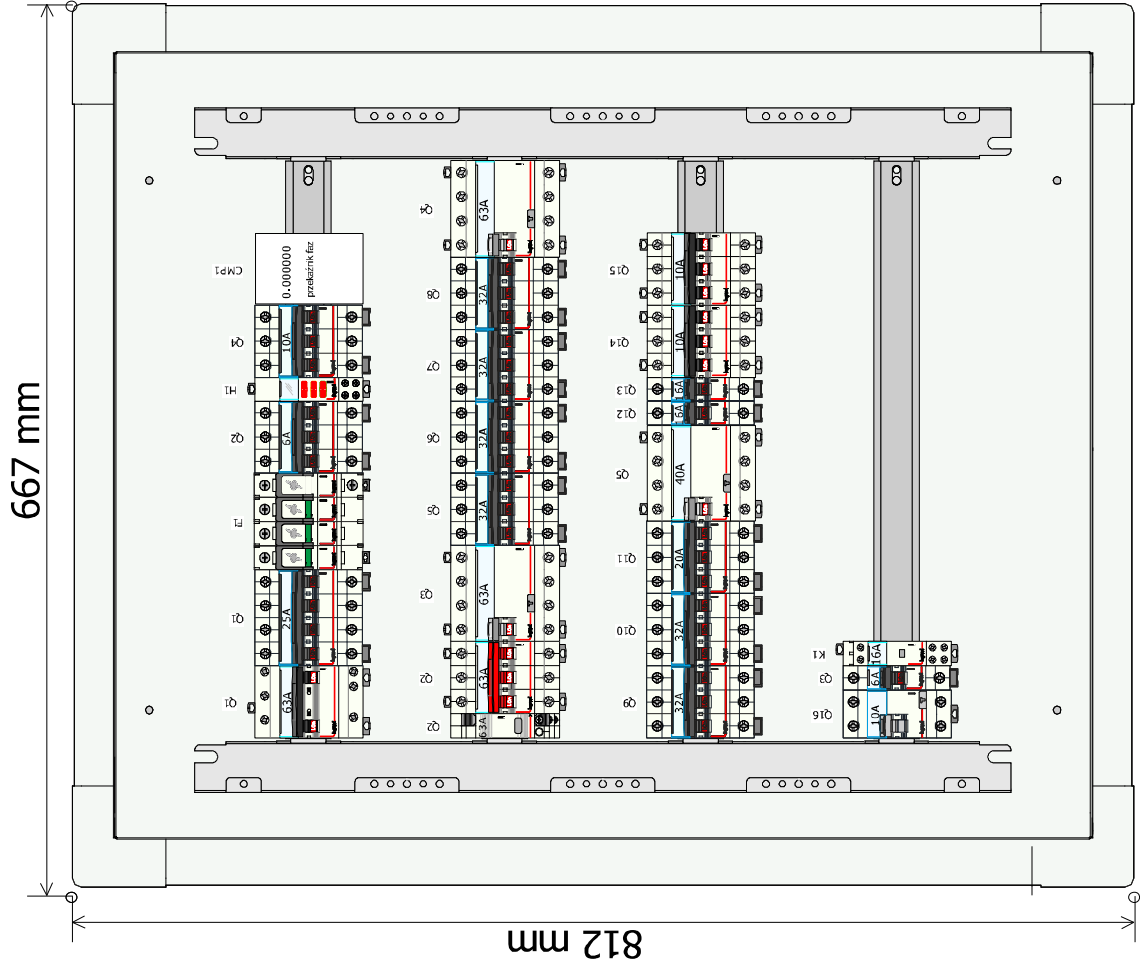 667 mm
CMP1
0.000000
przekaźnik faz
Q4
10A
H1
Q2
6A
F1
Q1
25A
Q1
63A
Q4
63A
Q8
32A
Q7
32A
Q6
32A
Q5
32A
Q3
63A
Q2
63A
Q2
63A
Q15
10A
Q14
10A
Q13
16A
Q12
6A
Q5
40A
Q11
20A
Q10
32A
Q9
32A
K1
16A
Q3
6A
Q16
10A
812 mm